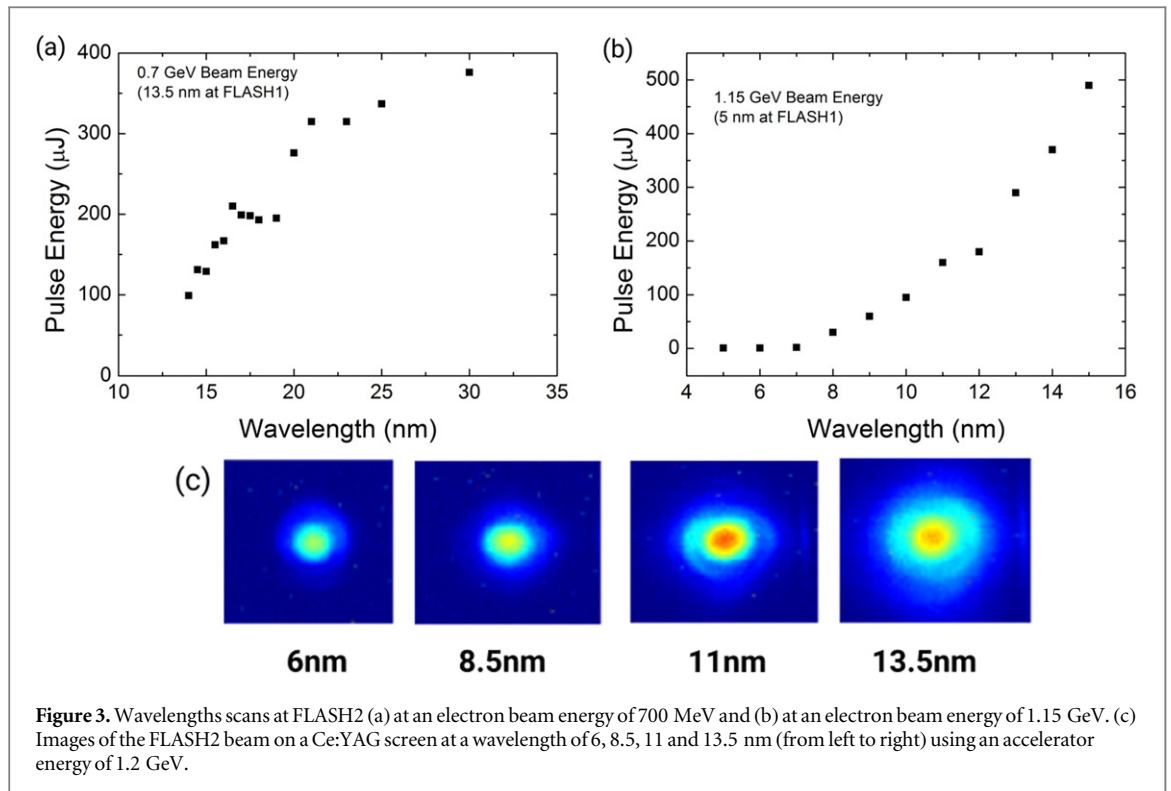 (a)
400
300
200
100
0
Pulse Energy (μJ)
0.7 GeV Beam Energy
(13.5 nm at FLASH1)
10 15 20 25 30 35
Wavelength (nm)
(b)
500
400
300
200
100
0
Pulse Energy (μJ)
1.15 GeV Beam Energy
(5 nm at FLASH1)
4 6 8 10 12 14 16
Wavelength (nm)
(c)
6nm 8.5nm 11nm 13.5nm
Figure 3. Wavelengths scans at FLASH2 (a) at an electron beam energy of 700 MeV and (b) at an electron beam energy of 1.15 GeV. (c)
Images of the FLASH2 beam on a Ce:YAG screen at a wavelength of 6, 8.5, 11 and 13.5 nm (from left to right) using an accelerator
energy of 1.2 GeV.